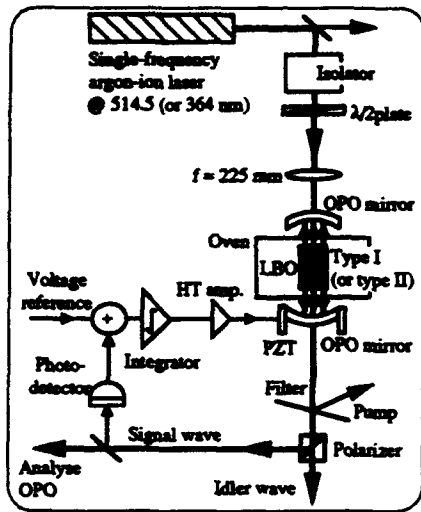 Single-frequency
argon-ion laser
@ 514.5 (or 364 nm)
Isolator
λ/2plate
f = 225 mm
OPO mirror
Oven
LBO
Type I
(or type II)
Voltage
reference
+
HT amp.
Integrator
PZT
OPO mirror
Photo-
detector
Filter
Pump
Signal wave
Polarizer
Analyse
OPO
Idler wave